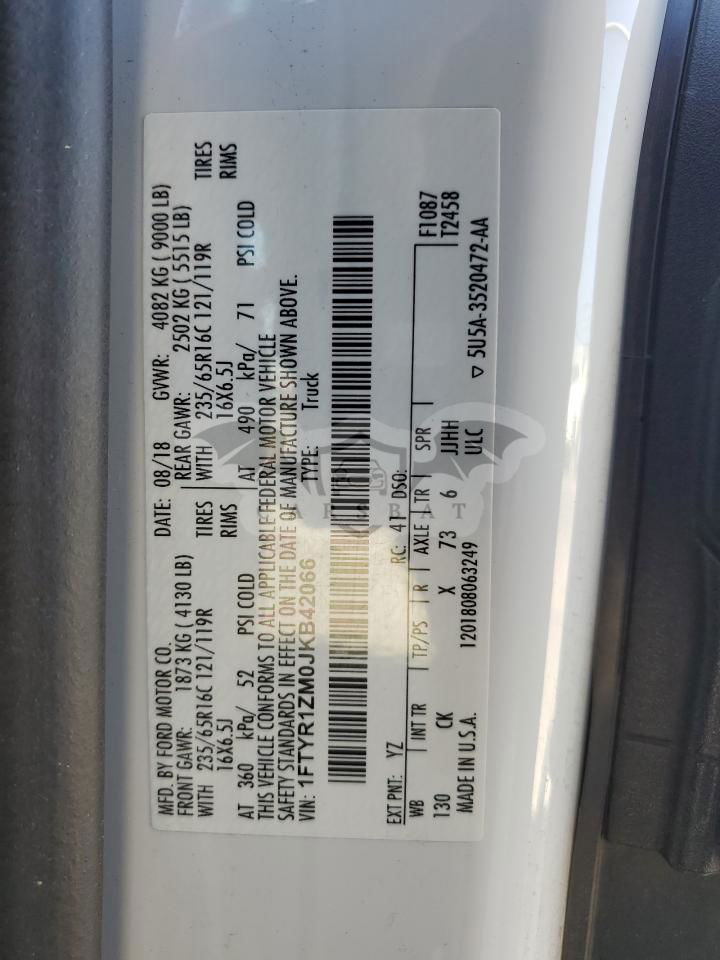 MFD. BY FORD MOTOR CO. DATE: 08/18 GVWR: 4082 KG ( 9000 LB)
FRONT GAWR: 1873 KG ( 4130 LB) REAR GAWR: 2502 KG ( 5515 LB)
WITH 235/65R16C 121/119R TIRES WITH 235/65R16C 121/119R TIRES
16X6.5J RIMS 16X6.5J RIMS
AT 360 kPa/ 52 PSI COLD AT 490 kPa/ 71 PSI COLD
THIS VEHICLE CONFORMS TO ALL APPLICABLE FEDERAL MOTOR VEHICLE
SAFETY STANDARDS IN EFFECT ON THE DATE OF MANUFACTURE SHOWN ABOVE.
VIN: 1FTYR1ZM0JKB42066 TYPE: Truck
EXT PNT: YZ RC: 41 DSO: F1087
WB INT TR TP/PS R AXLE TR SPR T2458
130 CK X 73 6 JJHH
MADE IN U.S.A. 1201808063249 ULC ▽ 5U5A-3520472-AA
CAR BAT